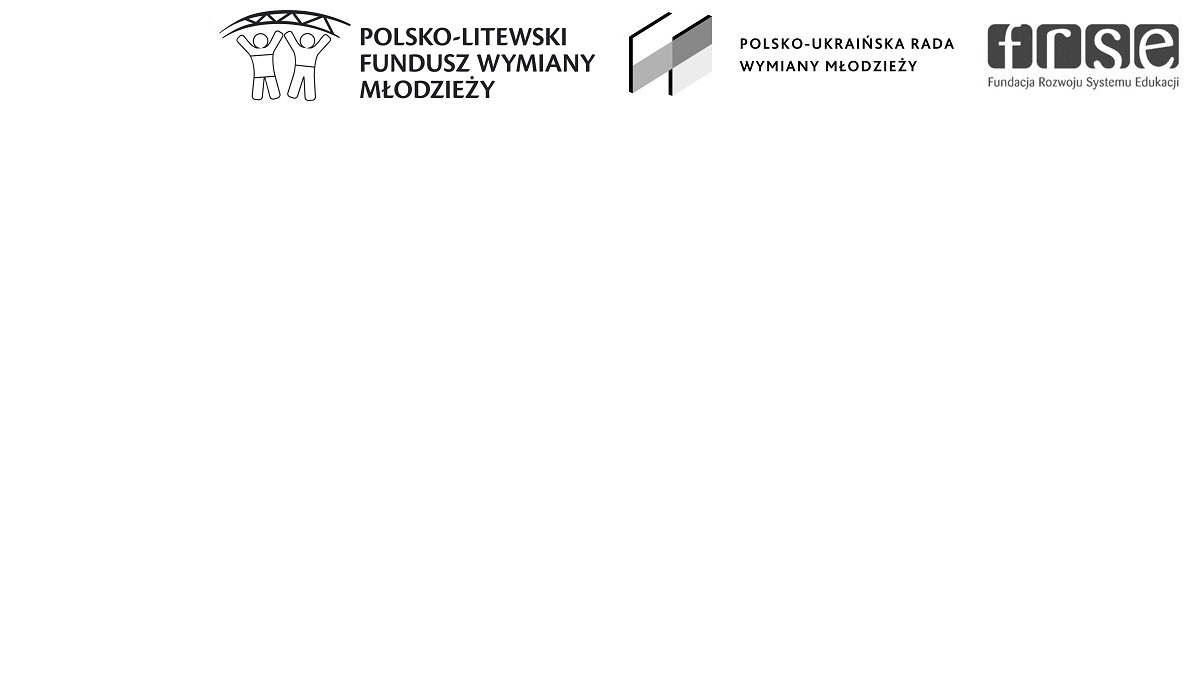 POLSKO-LITEWSKI
FUNDUSZ WYMIANY
MŁODZIEŻY
POLSKO-UKRAIŃSKA RADA
WYMIANY MŁODZIEŻY
frse
Fundacja Rozwoju Systemu Edukacji